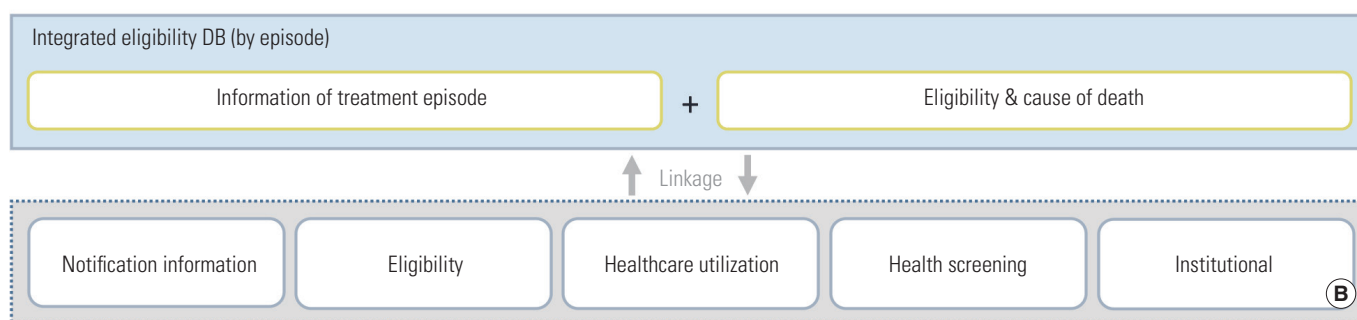 Integrated eligibility DB (by episode)
Information of treatment episode
+
Eligibility & cause of death
Linkage
Notification information
Eligibility
Healthcare utilization
Health screening
Institutional
B